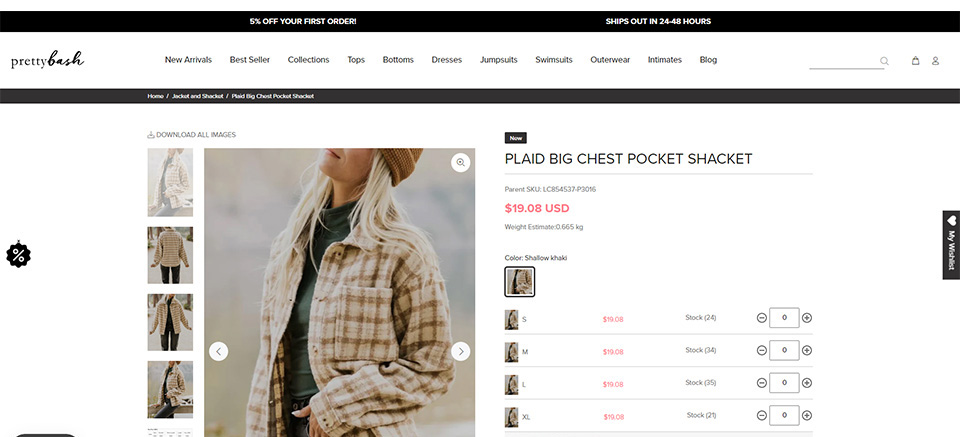 5% OFF YOUR FIRST ORDER! SHIPS OUT IN 24-48 HOURS
prettybash
New Arrivals Best Seller Collections Tops Bottoms Dresses Jumpsuits Swimsuits Outerwear Intimates Blog
Home / Jacket and Shacket / Plaid Big Chest Pocket Shacket
DOWNLOAD ALL IMAGES
New
PLAID BIG CHEST POCKET SHACKET
Parent SKU: LC854537-P3016
$19.08 USD
Weight Estimate:0.665 kg
%
My Wishlist
Color: Shallow khaki
S $19.08 Stock (24) 0
M $19.08 Stock (34) 0
L $19.08 Stock (35) 0
XL $19.08 Stock (21) 0